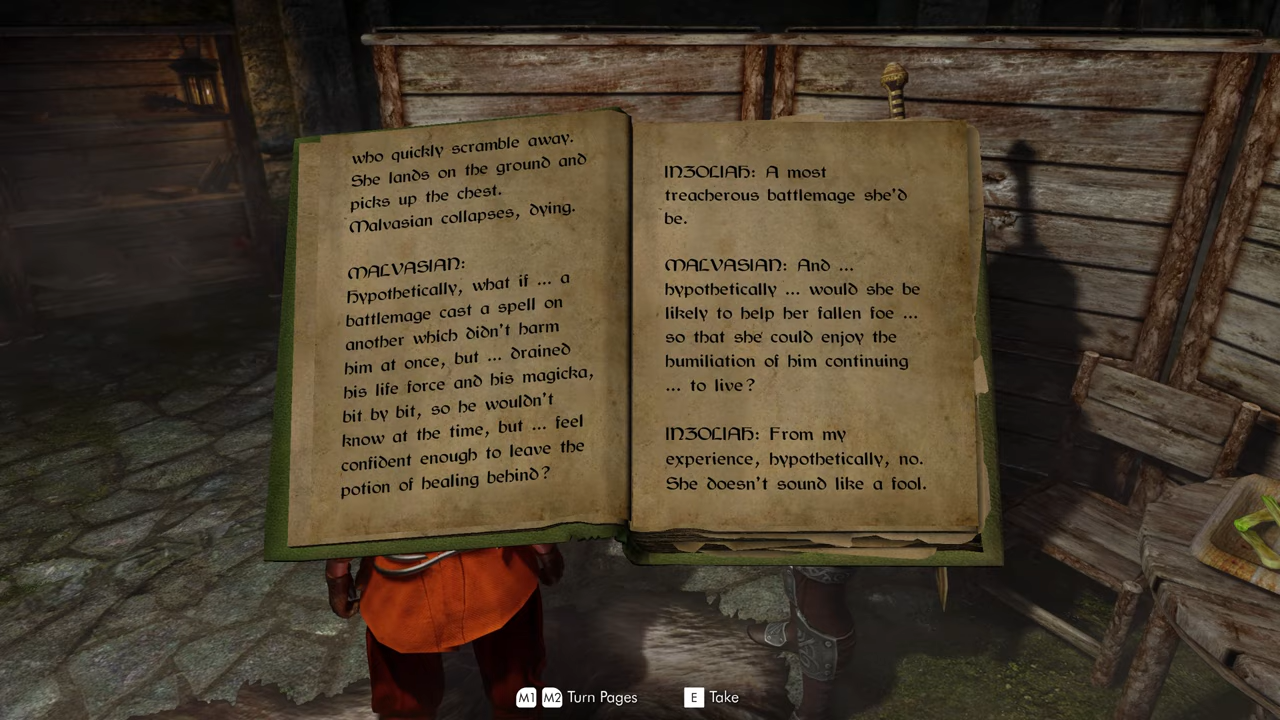 who quickly scramble away.
She lands on the ground and
picks up the chest.
Malvasian collapses, dying.
MALVASIAN:
Hypothetically, what if ... a
battlemage cast a spell on
another which didn't harm
him at once, but ... drained
his life force and his magicka,
bit by bit, so he wouldn't
know at the time, but ... feel
confident enough to leave the
potion of healing behind?
INZOLIAH: A most
treacherous battlemage she'd
be.
MALVASIAN: And ...
hypothetically ... would she be
likely to help her fallen foe ...
so that she could enjoy the
humiliation of him continuing
... to live?
INZOLIAH: From my
experience, hypothetically, no.
She doesn't sound like a fool.
M1 M2 Turn Pages E Take